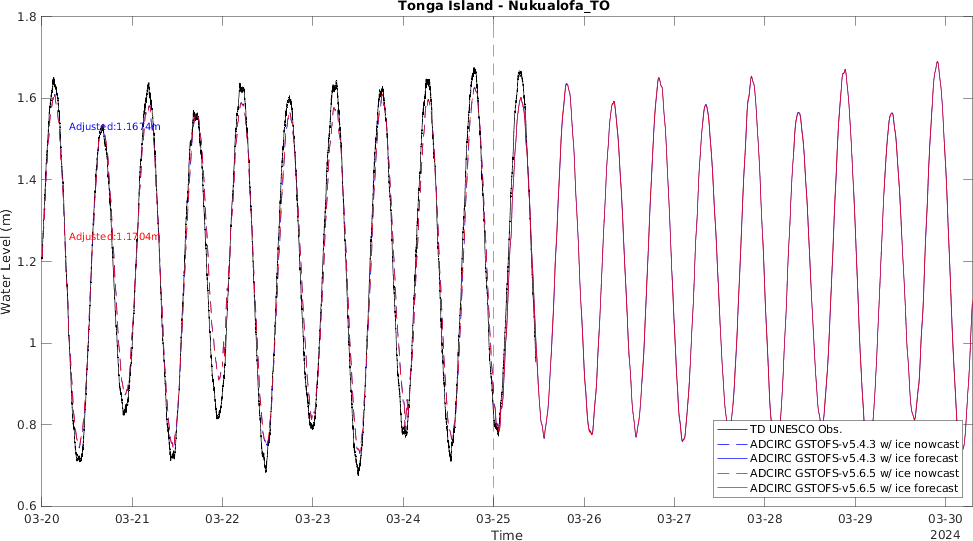 Tonga Island - Nukualofa_TO
1.8
1.6
1.4
1.2
1
0.8
0.6
Water Level (m)
Adjusted:1.1674m
Adjusted:1.1704m
TD UNESCO Obs.
ADCIRC GSTOFS-v5.4.3 w/ ice nowcast
ADCIRC GSTOFS-v5.4.3 w/ ice forecast
ADCIRC GSTOFS-v5.6.5 w/ ice nowcast
ADCIRC GSTOFS-v5.6.5 w/ ice forecast
03-20 03-21 03-22 03-23 03-24 03-25 03-26 03-27 03-28 03-29 03-30
Time
2024